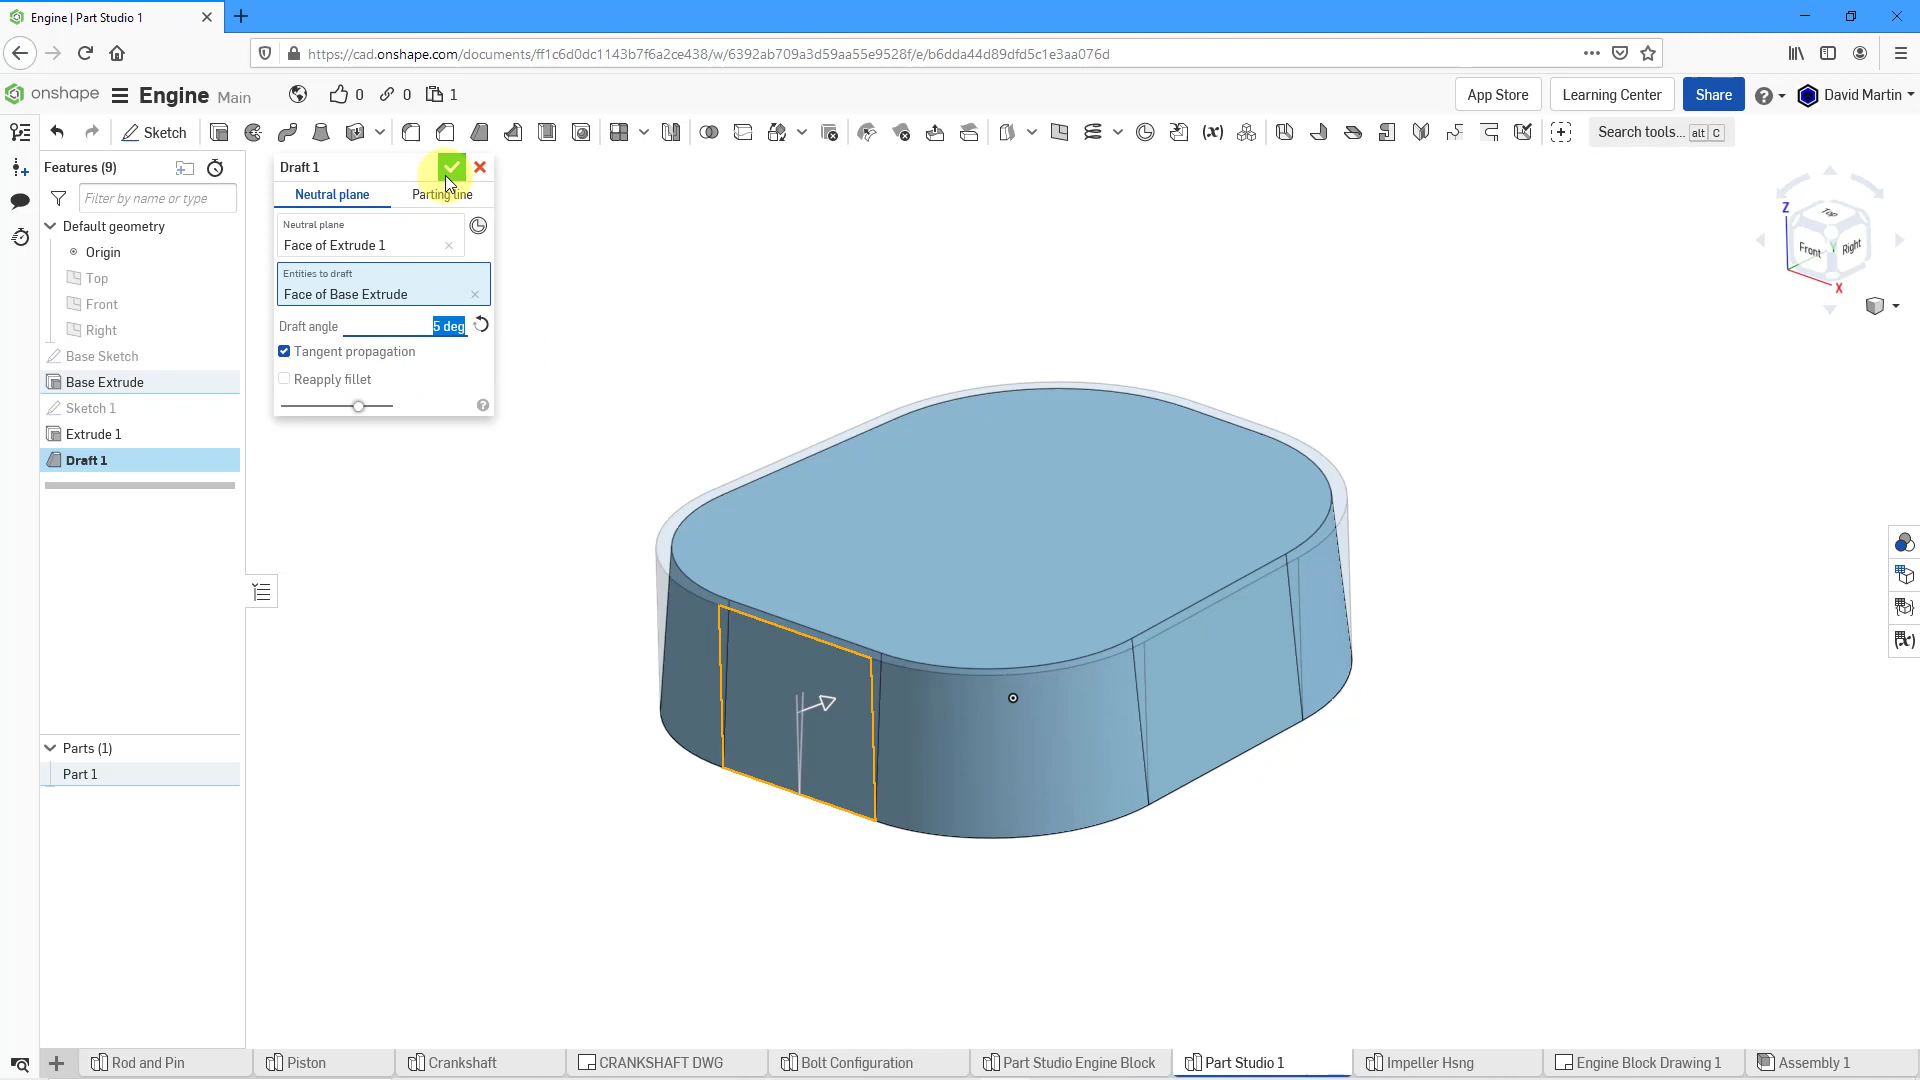 Engine | Part Studio 1
https://cad.onshape.com/documents/ff1c6d0dc1143b7f6a2ce438/w/6392ab709a3d59aa55e9528f/e/b6dda44d89dfd5c1e3aa076d
onshape Engine Main 0 0 1 App Store Learning Center Share David Martin
Sketch Search tools... alt C
Features (9)
Filter by name or type
Default geometry
Origin
Top
Front
Right
Base Sketch
Base Extrude
Sketch 1
Extrude 1
Draft 1
Parts (1)
Part 1
Draft 1
Neutral plane Parting line
Neutral plane
Face of Extrude 1
Entities to draft
Face of Base Extrude
Draft angle 5 deg
Tangent propagation
Reapply fillet
Z
Top
Front
Right
X
Rod and Pin Piston Crankshaft CRANKSHAFT DWG Bolt Configuration Part Studio Engine Block Part Studio 1 Impeller Hsng Engine Block Drawing 1 Assembly 1